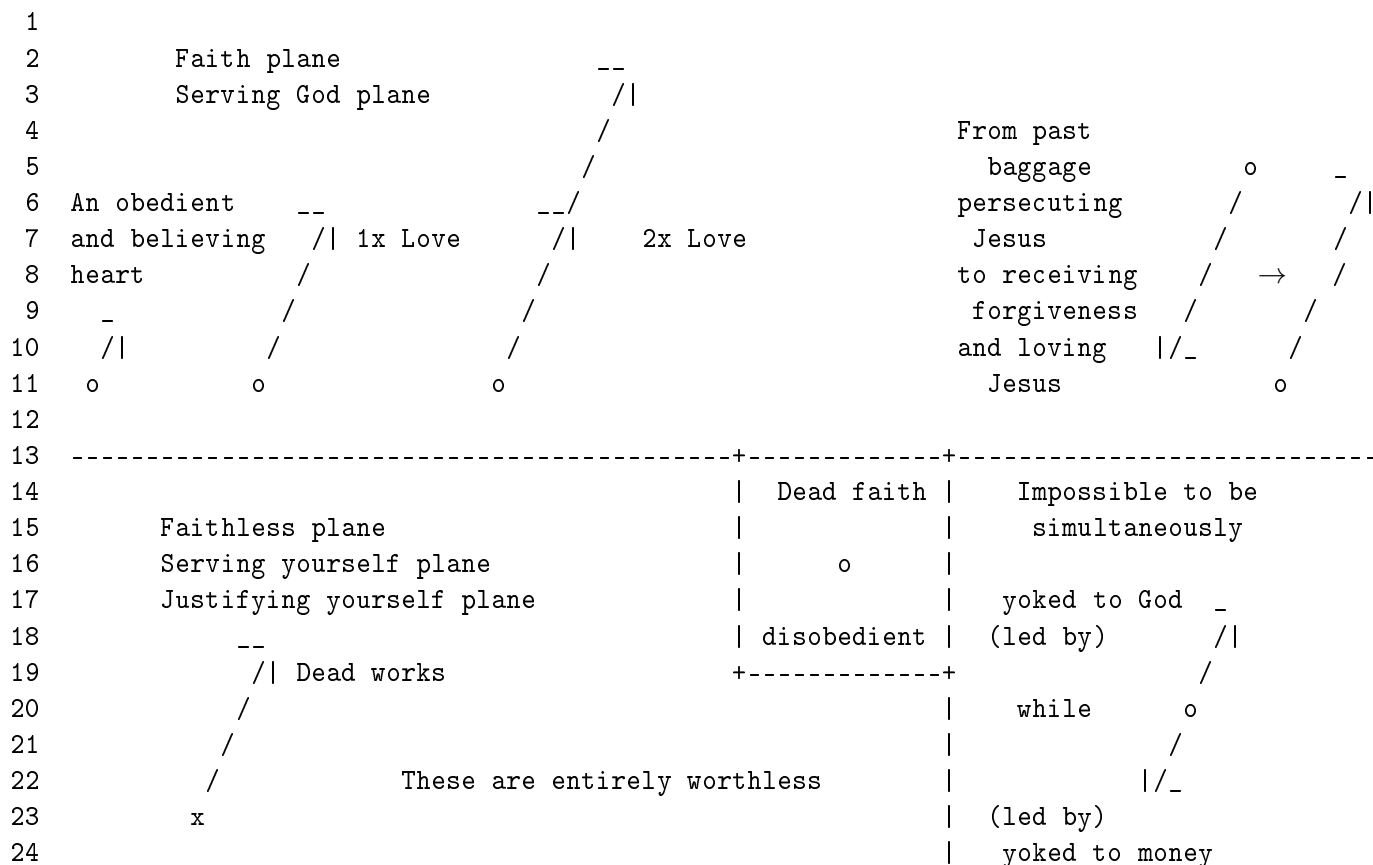 1
2 Faith plane __
3 Serving God plane /|
4 / From past
5 / baggage o _
6 An obedient __ __/ persecuting / /|
7 and believing /| 1x Love /| 2x Love Jesus / /
8 heart / / to receiving / → /
9 _ / / forgiveness / /
10 /| / / and loving |/_ /
11 o o o Jesus o
12
13 --------------------------------------------+-------------+----------------------------
14 | Dead faith | Impossible to be
15 Faithless plane | | simultaneously
16 Serving yourself plane | o |
17 Justifying yourself plane | | yoked to God _
18 __ | disobedient | (led by) /|
19 /| Dead works +-------------+ /
20 / | while o
21 / | /
22 / These are entirely worthless | |/_
23 x | (led by)
24 | yoked to money